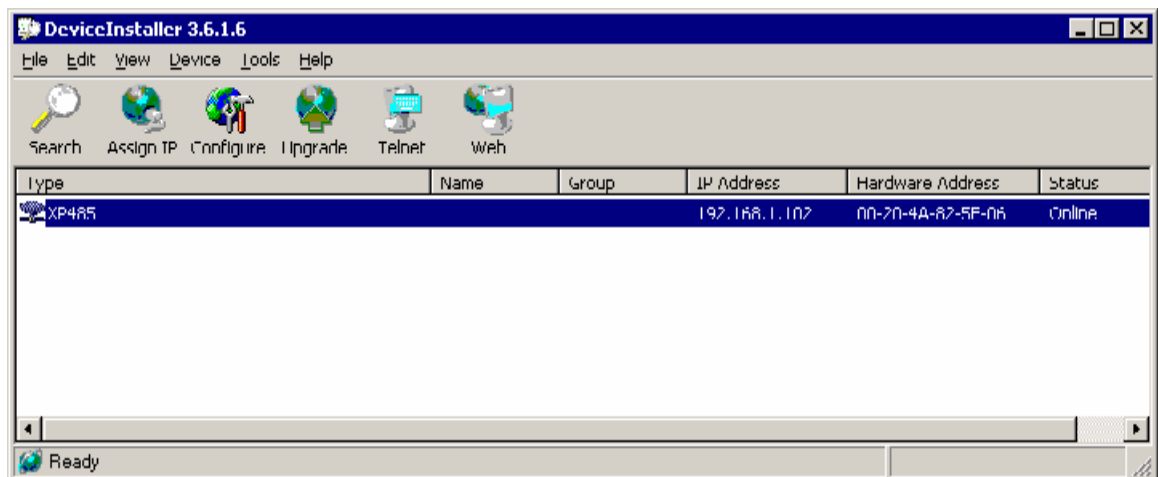 DeviceInstaller 3.6.1.6
File Edit View Device Tools Help
Search Assign IP Configure Upgrade Telnet Web
Type Name Group IP Address Hardware Address Status
XP485 192.168.1.102 00-20-4A-82-5F-06 Online
Ready